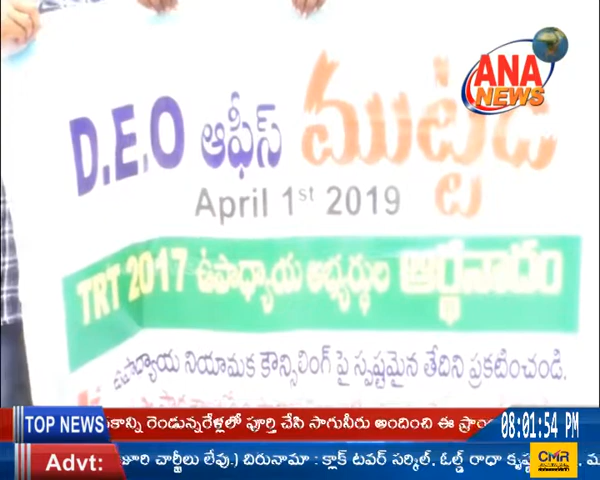 ANA
NEWS
D.E.O ఆఫీస్ ముట్టడి
April 1st 2019
TRT 2017 ఉపాధ్యాయ అభ్యర్థుల ఆర్థనాదం
ఉపాధ్యాయ నియామక కౌన్సిలింగ్ పై స్పష్టమైన తేదిని ప్రకటించండి.
TOP NEWS కాన్ని రెండున్నరేళ్లలో పూర్తి చేసి సాగునీరు అందించి ఈ ప్రాం 08:01:54 PM
Advt: జూరి చార్జీలు లేవు.) చిరునామా : క్లాక్ టవర్ సర్కిల్, ఓల్డ్ రాధా కృష్ణ CMR